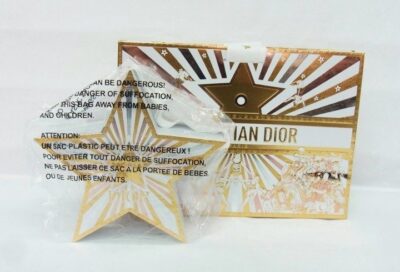 AN BE DANGEROUS!
DANGER OF SUFFOCATION,
THIS BAG AWAY FROM BABIES,
AND CHILDREN.
ATTENTION:
UN SAC PLASTIC PEUT ETRE DANGEREUX !
POUR EVITER TOUT DANGER DE SUFFOCATION,
NE PAS LAISSER CE SAC A LA PORTEE DE BEBES,
OU DE JEUNES ENFANTS.
IAN DIOR